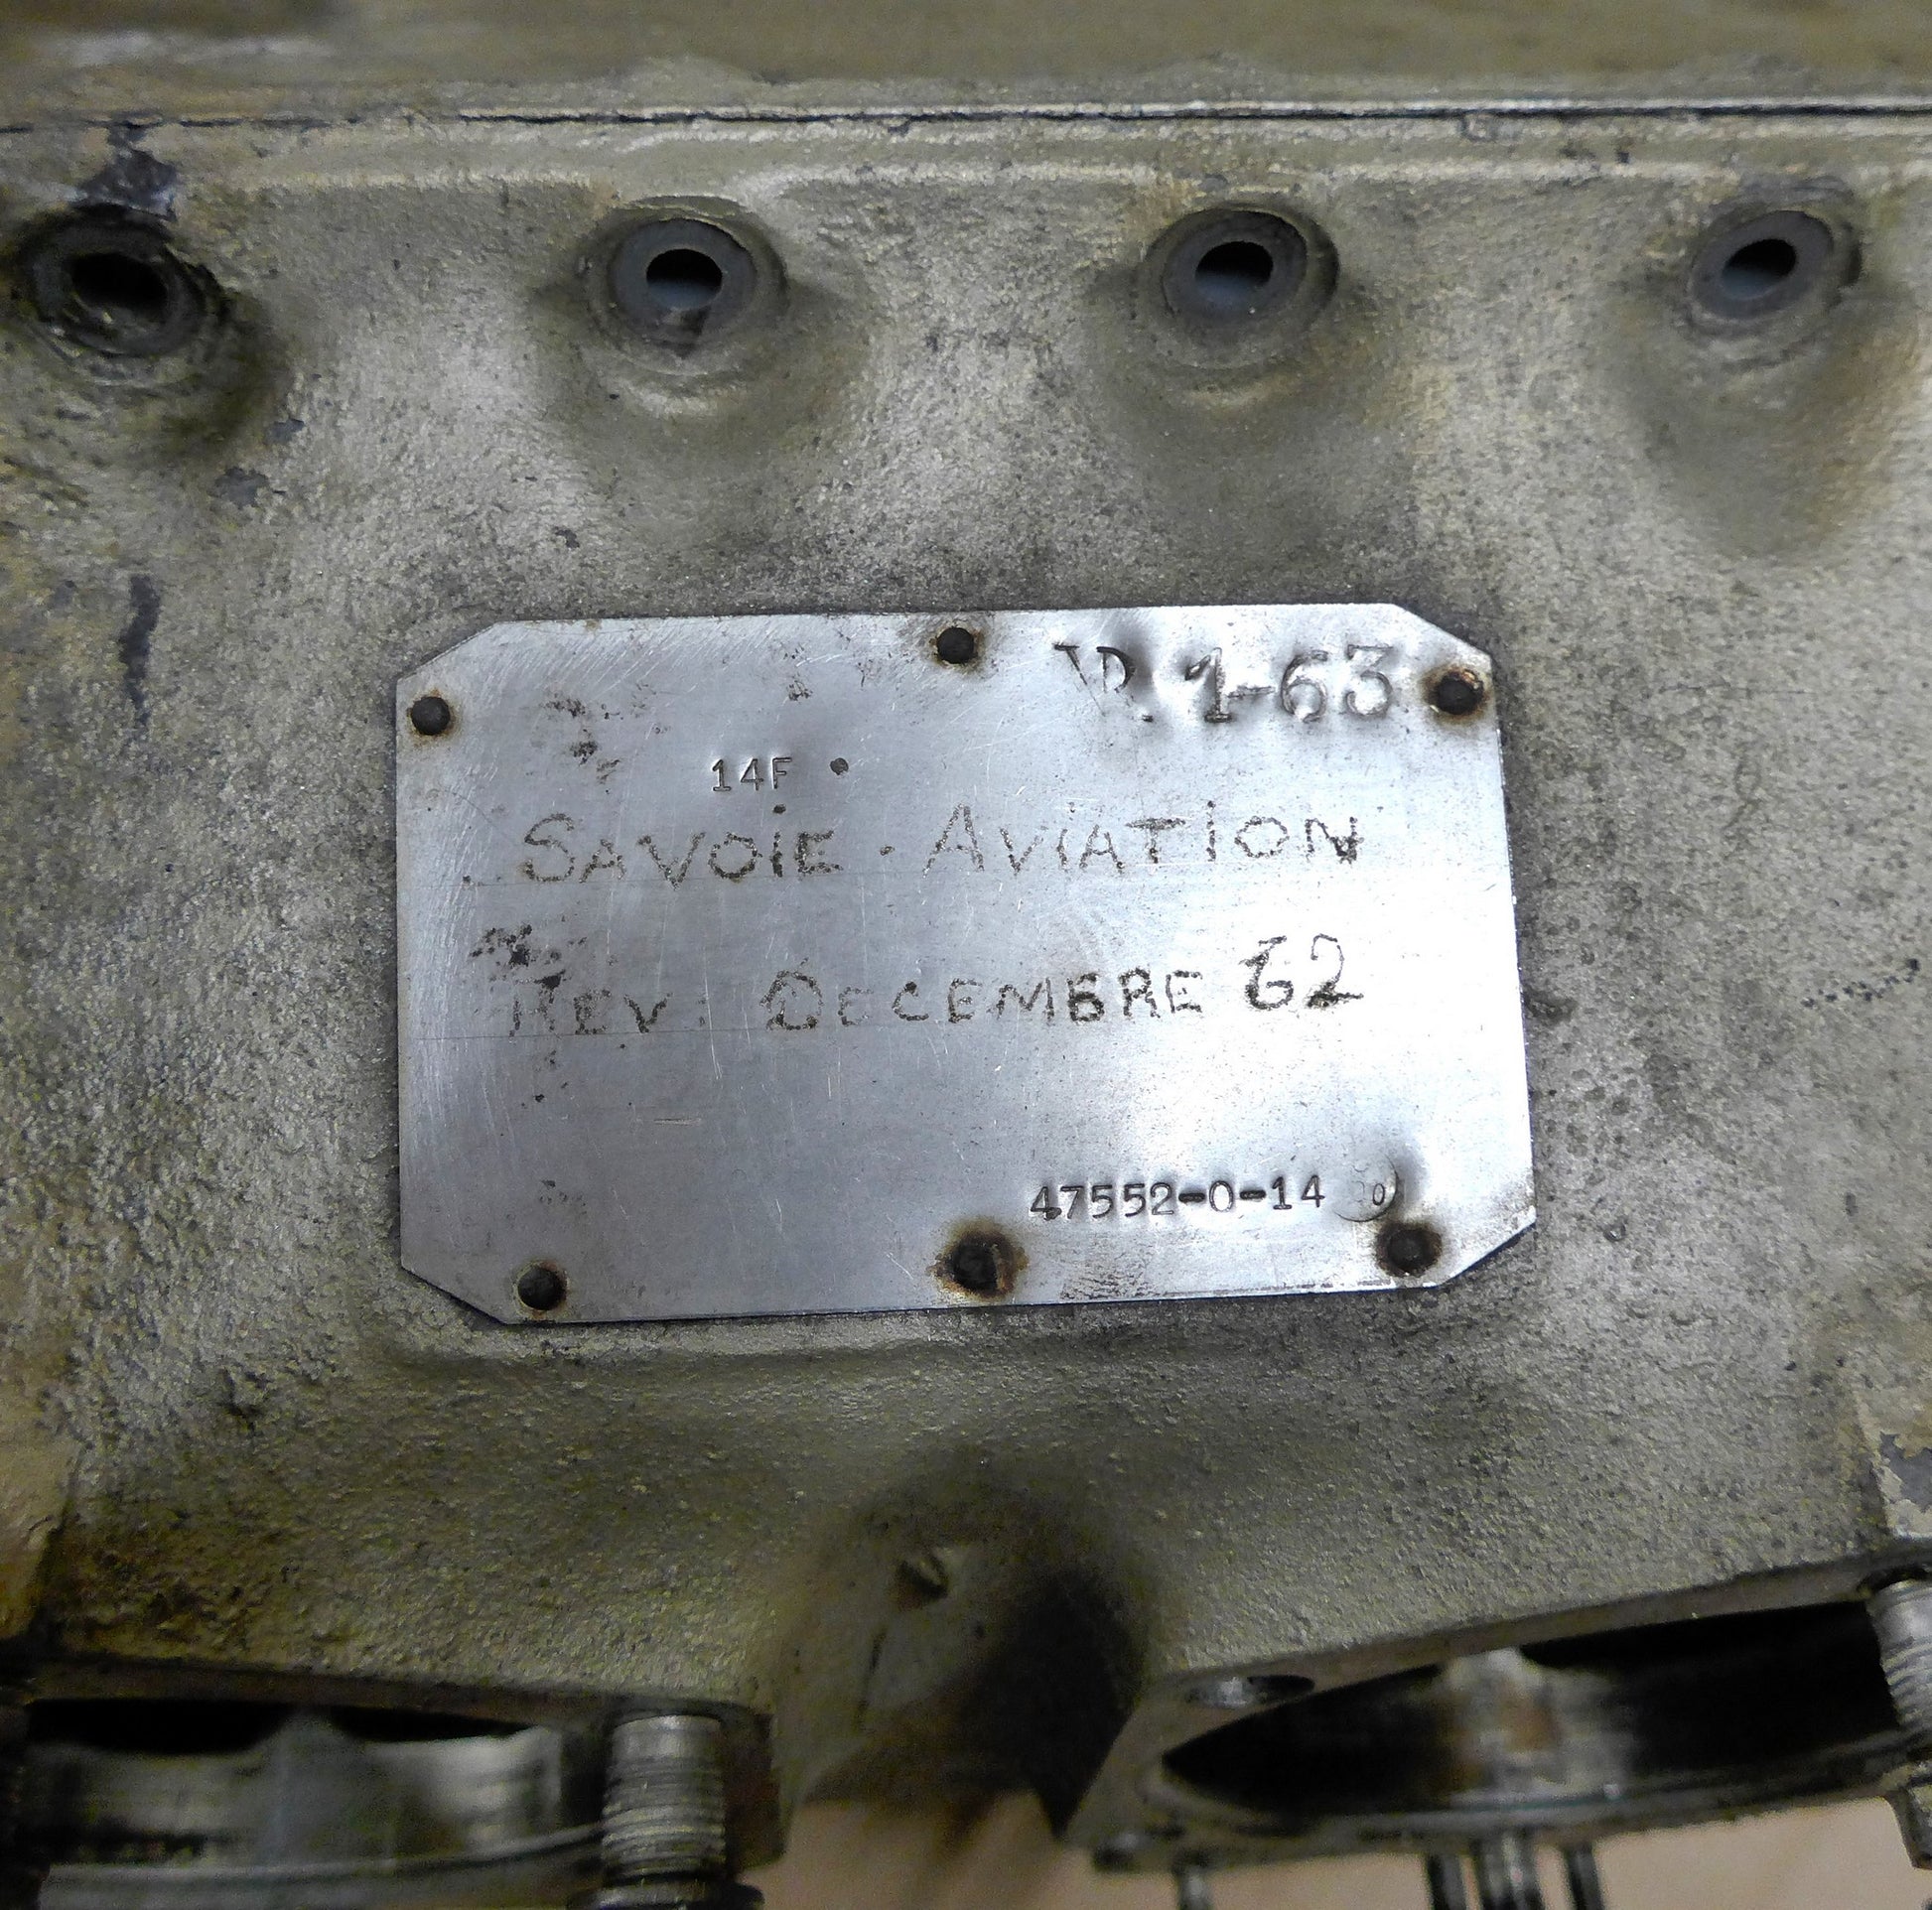 R. 1-63
14F
SAVOIE · AVIATION
REV: DECEMBRE 62
47552-0-14